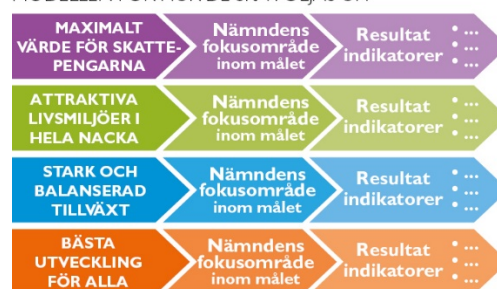 MAXIMALT
VÄRDE FÖR SKATTE-
PENGARNA
Nämndens
fokusområde
inom målet
Resultat
indikatorer
• ...
• ...
• ...
ATTRAKTIVA
LIVSMILJÖER I
HELA NACKA
Nämndens
fokusområde
inom målet
Resultat
indikatorer
• ...
• ...
• ...
STARK OCH
BALANSERAD
TILLVÄXT
Nämndens
fokusområde
inom målet
Resultat
indikatorer
• ...
• ...
• ...
BÄSTA
UTVECKLING
FÖR ALLA
Nämndens
fokusområde
inom målet
Resultat
indikatorer
• ...
• ...
• ...